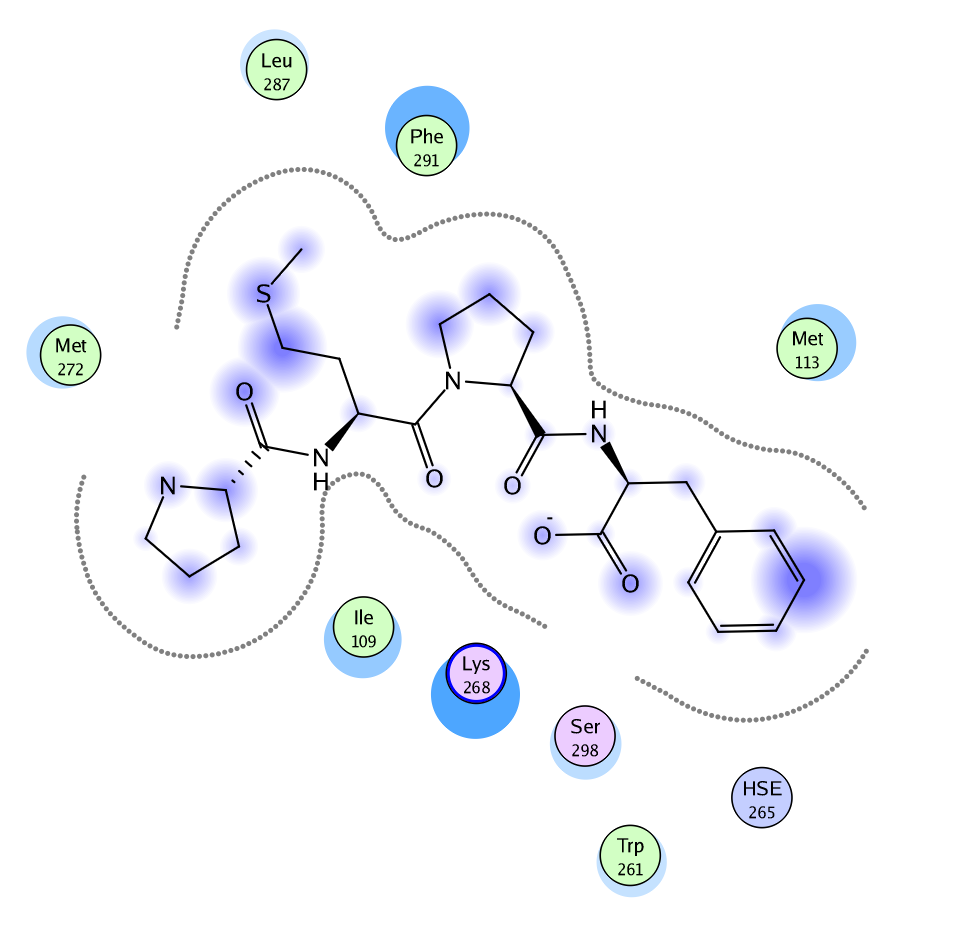 Leu
287
Phe
291
S
Met
272
Met
113
O
N
H
N
N
H
O
N
O
O
-
O
Ile
109
Lys
268
Ser
298
HSE
265
Trp
261